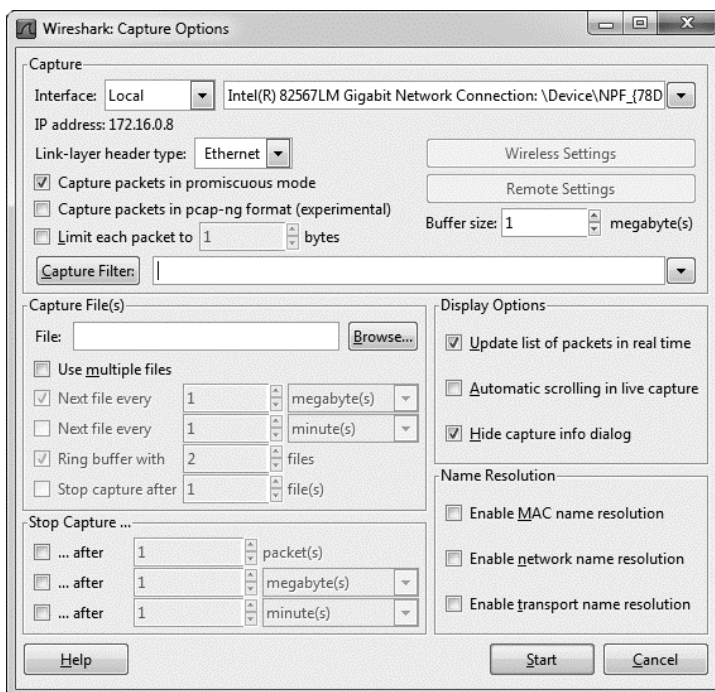 Wireshark: Capture Options
Capture
Interface: Local Intel(R) 82567LM Gigabit Network Connection: \Device\NPF_{78D
IP address: 172.16.0.8
Link-layer header type: Ethernet Wireless Settings
Capture packets in promiscuous mode Remote Settings
Capture packets in pcap-ng format (experimental) Buffer size: 1 megabyte(s)
Limit each packet to 1 bytes
Capture Filter:
Capture File(s)
File: Browse...
Use multiple files
Next file every 1 megabyte(s)
Next file every 1 minute(s)
Ring buffer with 2 files
Stop capture after 1 file(s)
Display Options
Update list of packets in real time
Automatic scrolling in live capture
Hide capture info dialog
Stop Capture ...
... after 1 packet(s)
... after 1 megabyte(s)
... after 1 minute(s)
Name Resolution
Enable MAC name resolution
Enable network name resolution
Enable transport name resolution
Help Start Cancel